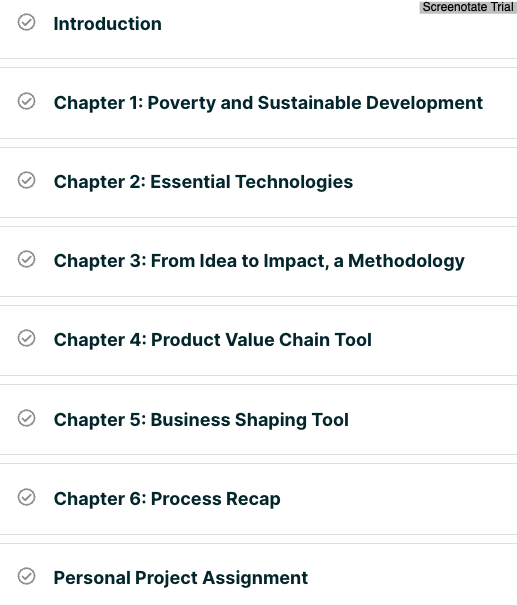 Screenotate Trial
Introduction
Chapter 1: Poverty and Sustainable Development
Chapter 2: Essential Technologies
Chapter 3: From Idea to Impact, a Methodology
Chapter 4: Product Value Chain Tool
Chapter 5: Business Shaping Tool
Chapter 6: Process Recap
Personal Project Assignment